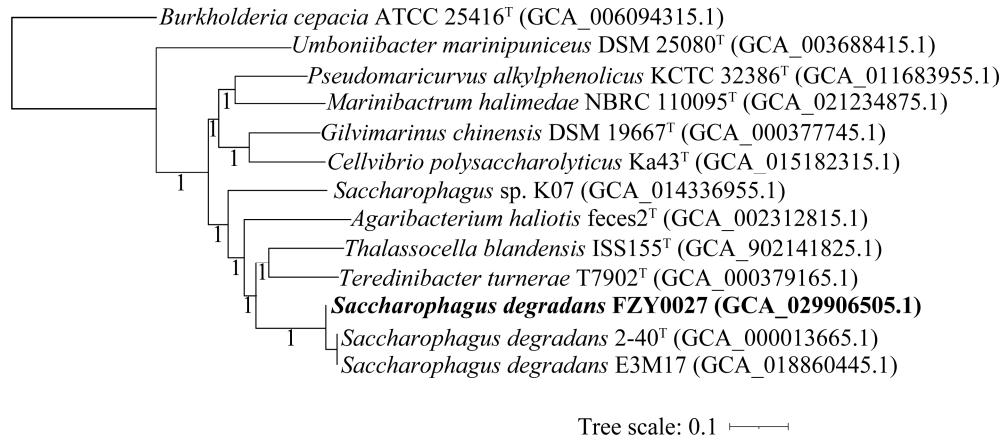 Burkholderia cepacia ATCC 25416ᵀ (GCA_006094315.1)
Umboniibacter marinipuniceus DSM 25080ᵀ (GCA_003688415.1)
Pseudomaricurvus alkylphenolicus KCTC 32386ᵀ (GCA_011683955.1)
1
Marinibactrum halimedae NBRC 110095ᵀ (GCA_021234875.1)
1
Gilvimarinus chinensis DSM 19667ᵀ (GCA_000377745.1)
1
Cellvibrio polysaccharolyticus Ka43ᵀ (GCA_015182315.1)
1
Saccharophagus sp. K07 (GCA_014336955.1)
Agaribacterium haliotis feces2ᵀ (GCA_002312815.1)
1
Thalassocella blandensis ISS155ᵀ (GCA_902141825.1)
1
1
Teredinibacter turnerae T7902ᵀ (GCA_000379165.1)
1
Saccharophagus degradans FZY0027 (GCA_029906505.1)
1
Saccharophagus degradans 2-40ᵀ (GCA_000013665.1)
Saccharophagus degradans E3M17 (GCA_018860445.1)
Tree scale: 0.1